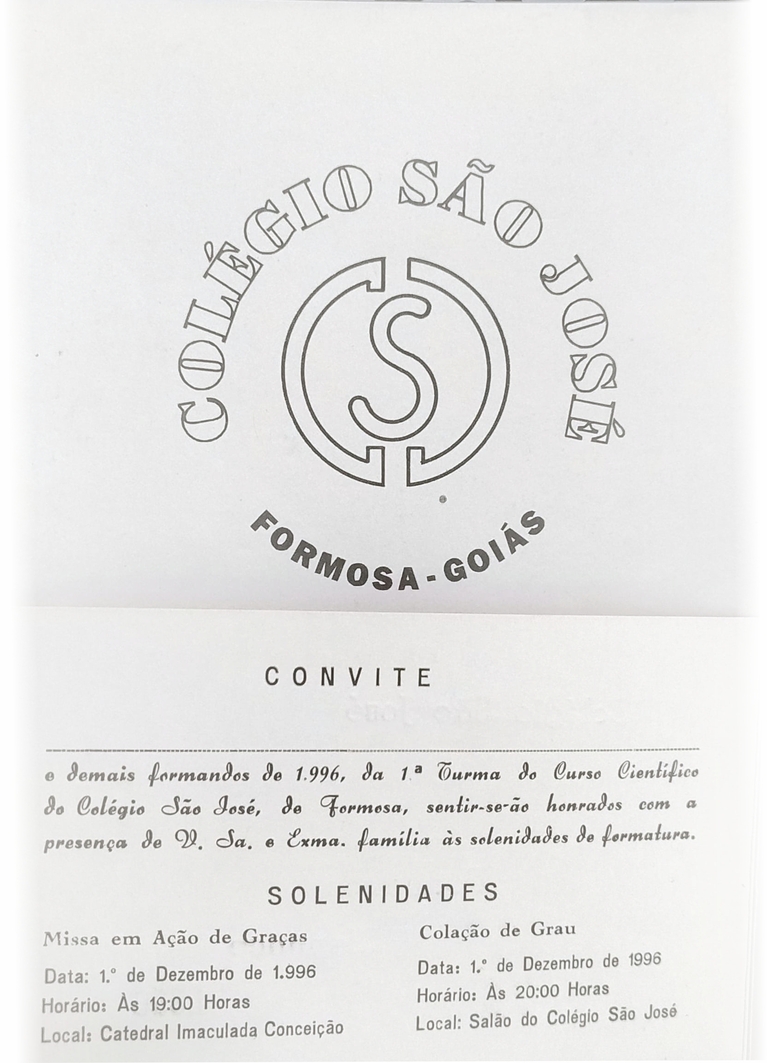 COLÉGIO SÃO JOSÉ
CSJ
FORMOSA-GOIÁS
CONVITE
e demais formandos de 1.996, da 1.ª Turma do Curso Científico
do Colégio São José, de Formosa, sentir-se-ão honrados com a
presença de V. Sa. e Exma. família às solenidades de formatura.
SOLENIDADES
Missa em Ação de Graças
Data: 1.º de Dezembro de 1.996
Horário: Às 19:00 Horas
Local: Catedral Imaculada Conceição
Colação de Grau
Data: 1.º de Dezembro de 1996
Horário: Às 20:00 Horas
Local: Salão do Colégio São José